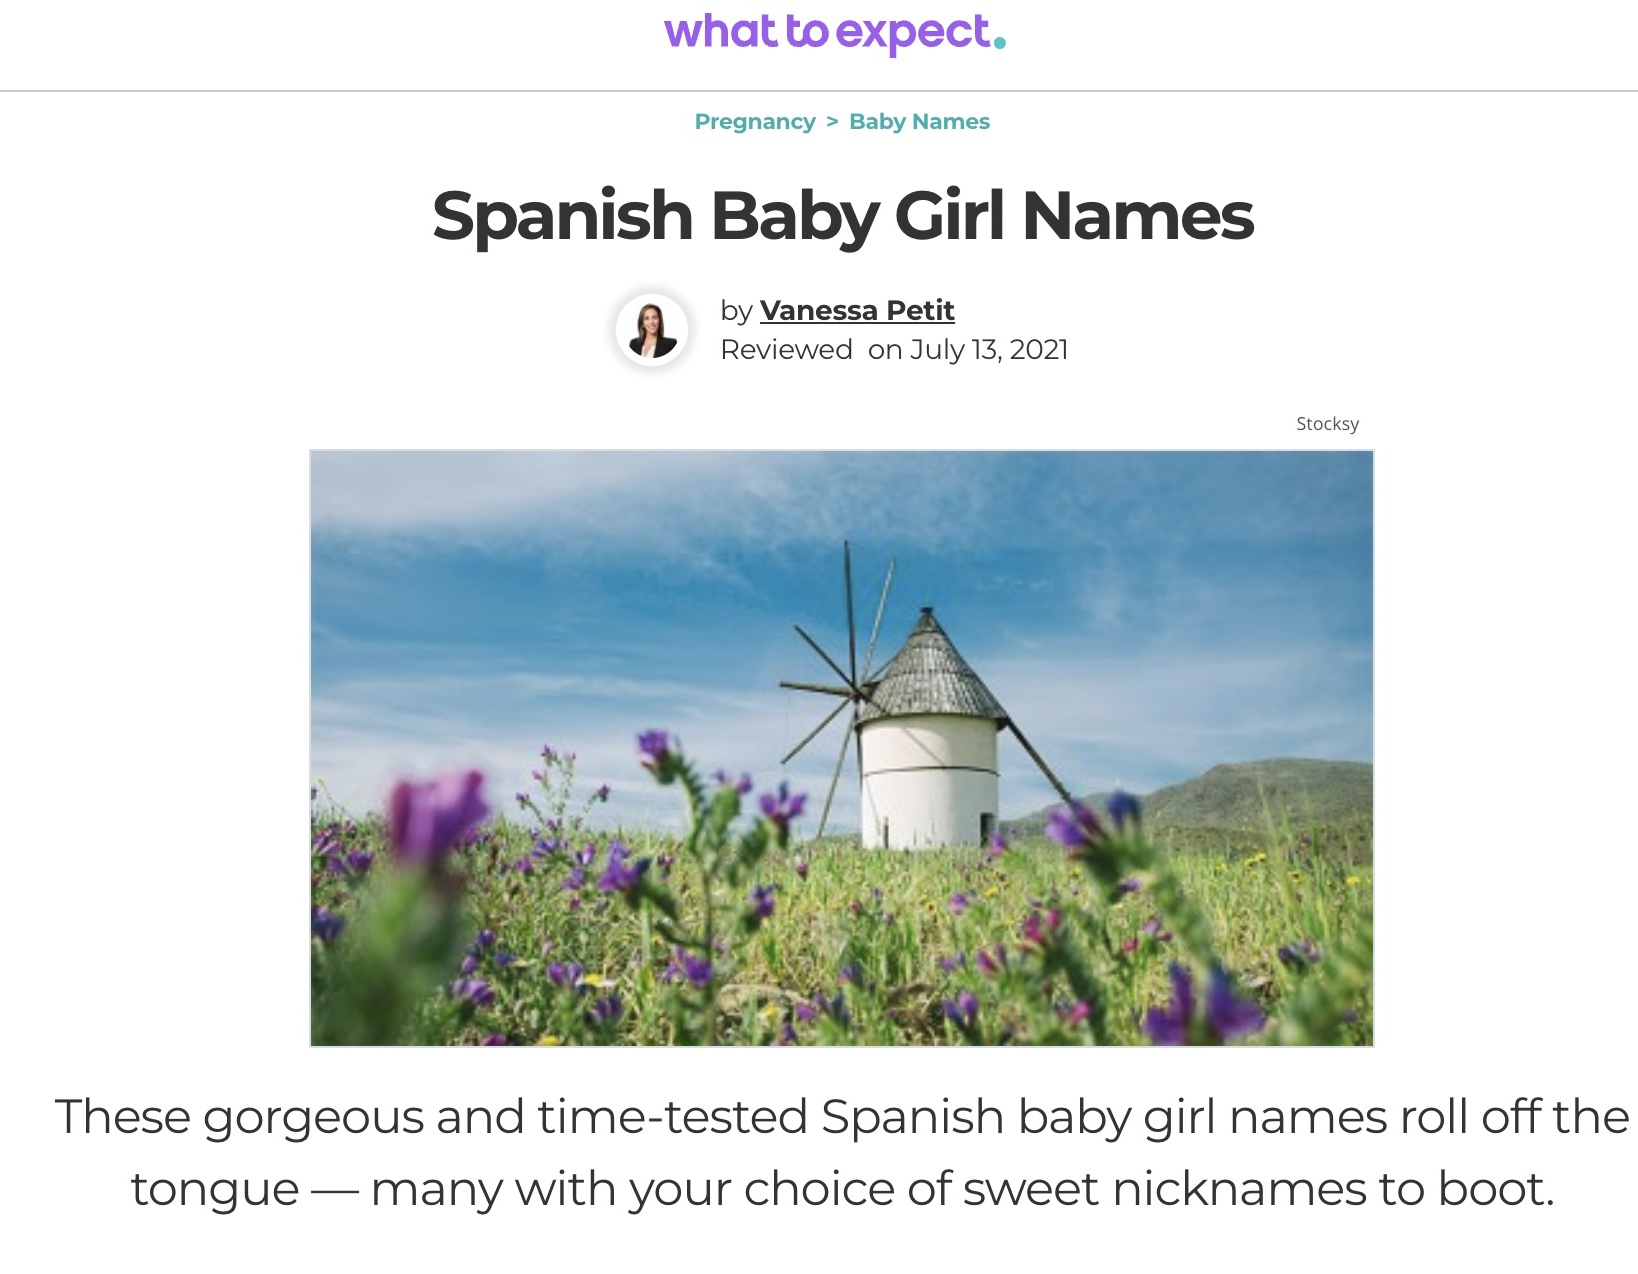 what to expect.
Pregnancy > Baby Names
Spanish Baby Girl Names
by Vanessa Petit
Reviewed on July 13, 2021
Stocksy
These gorgeous and time-tested Spanish baby girl names roll off the
tongue — many with your choice of sweet nicknames to boot.